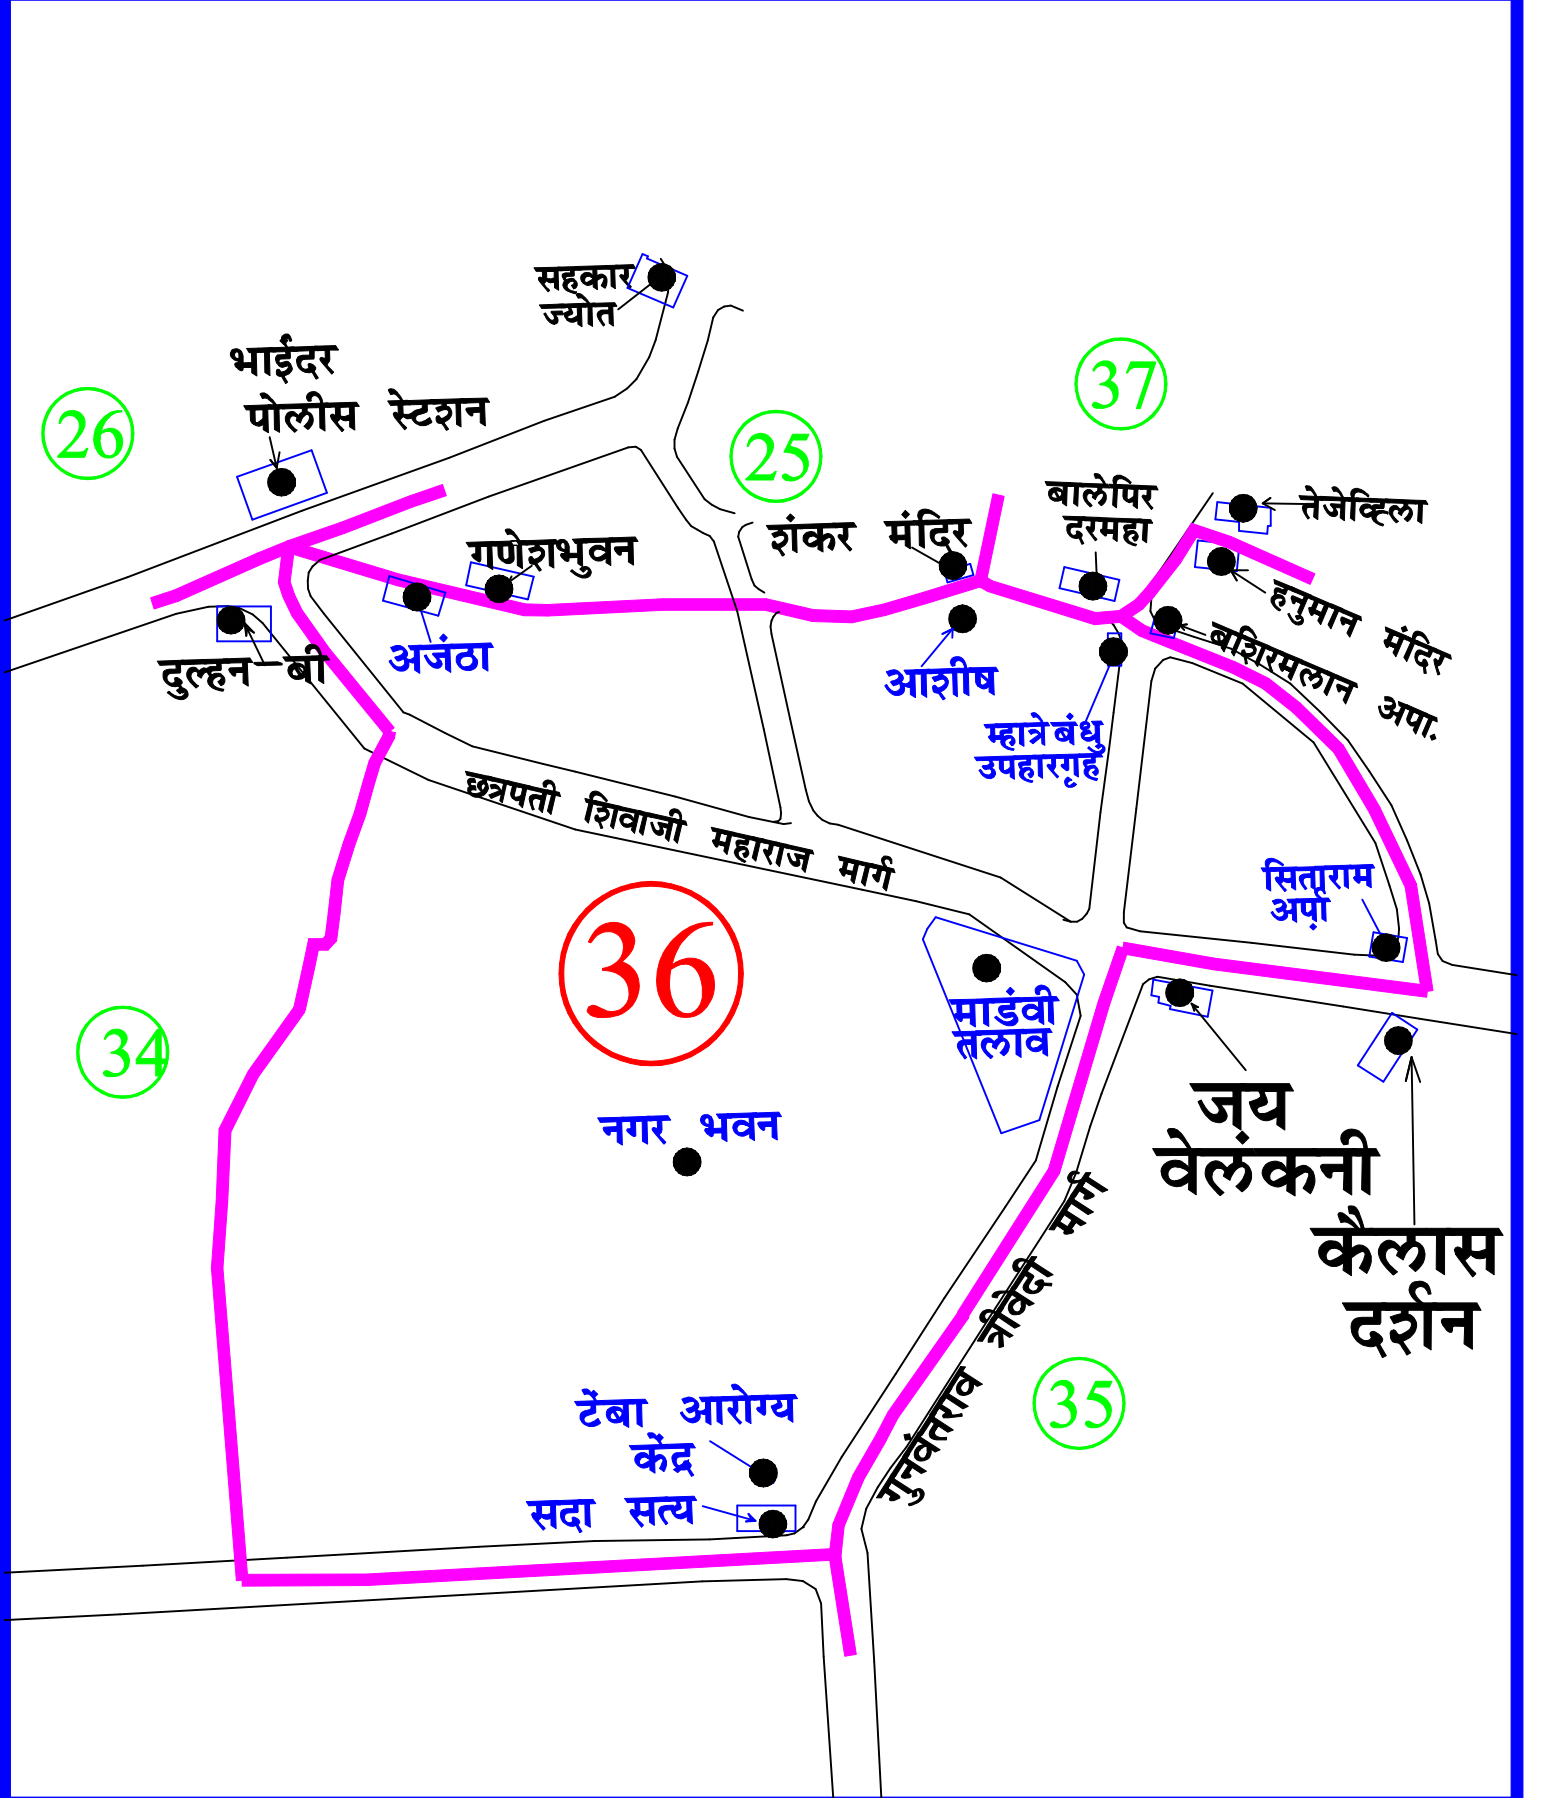 सहकार
ज्योत
भाईंदर
पोलीस स्टेशन
26
37
25
बालेपिर
दरमहा
तेजेव्ह्ला
शंकर मंदिर
गणेशभुवन
हनुमान मंदिर
बशिरमलान अपा.
दुल्हन-बी
अजंठा
आशीष
म्हात्रे बंधु
उपहारगृह
छत्रपती शिवाजी महाराज मार्ग
सिताराम
अपा़
36
माडंवी
तलाव
34
जय
वेलंकनी
नगर भवन
कैलास
दर्शन
गुनवंतराव त्रीवेदी मार्ग
35
टेंबा आरोग्य
केंद्र
सदा सत्य